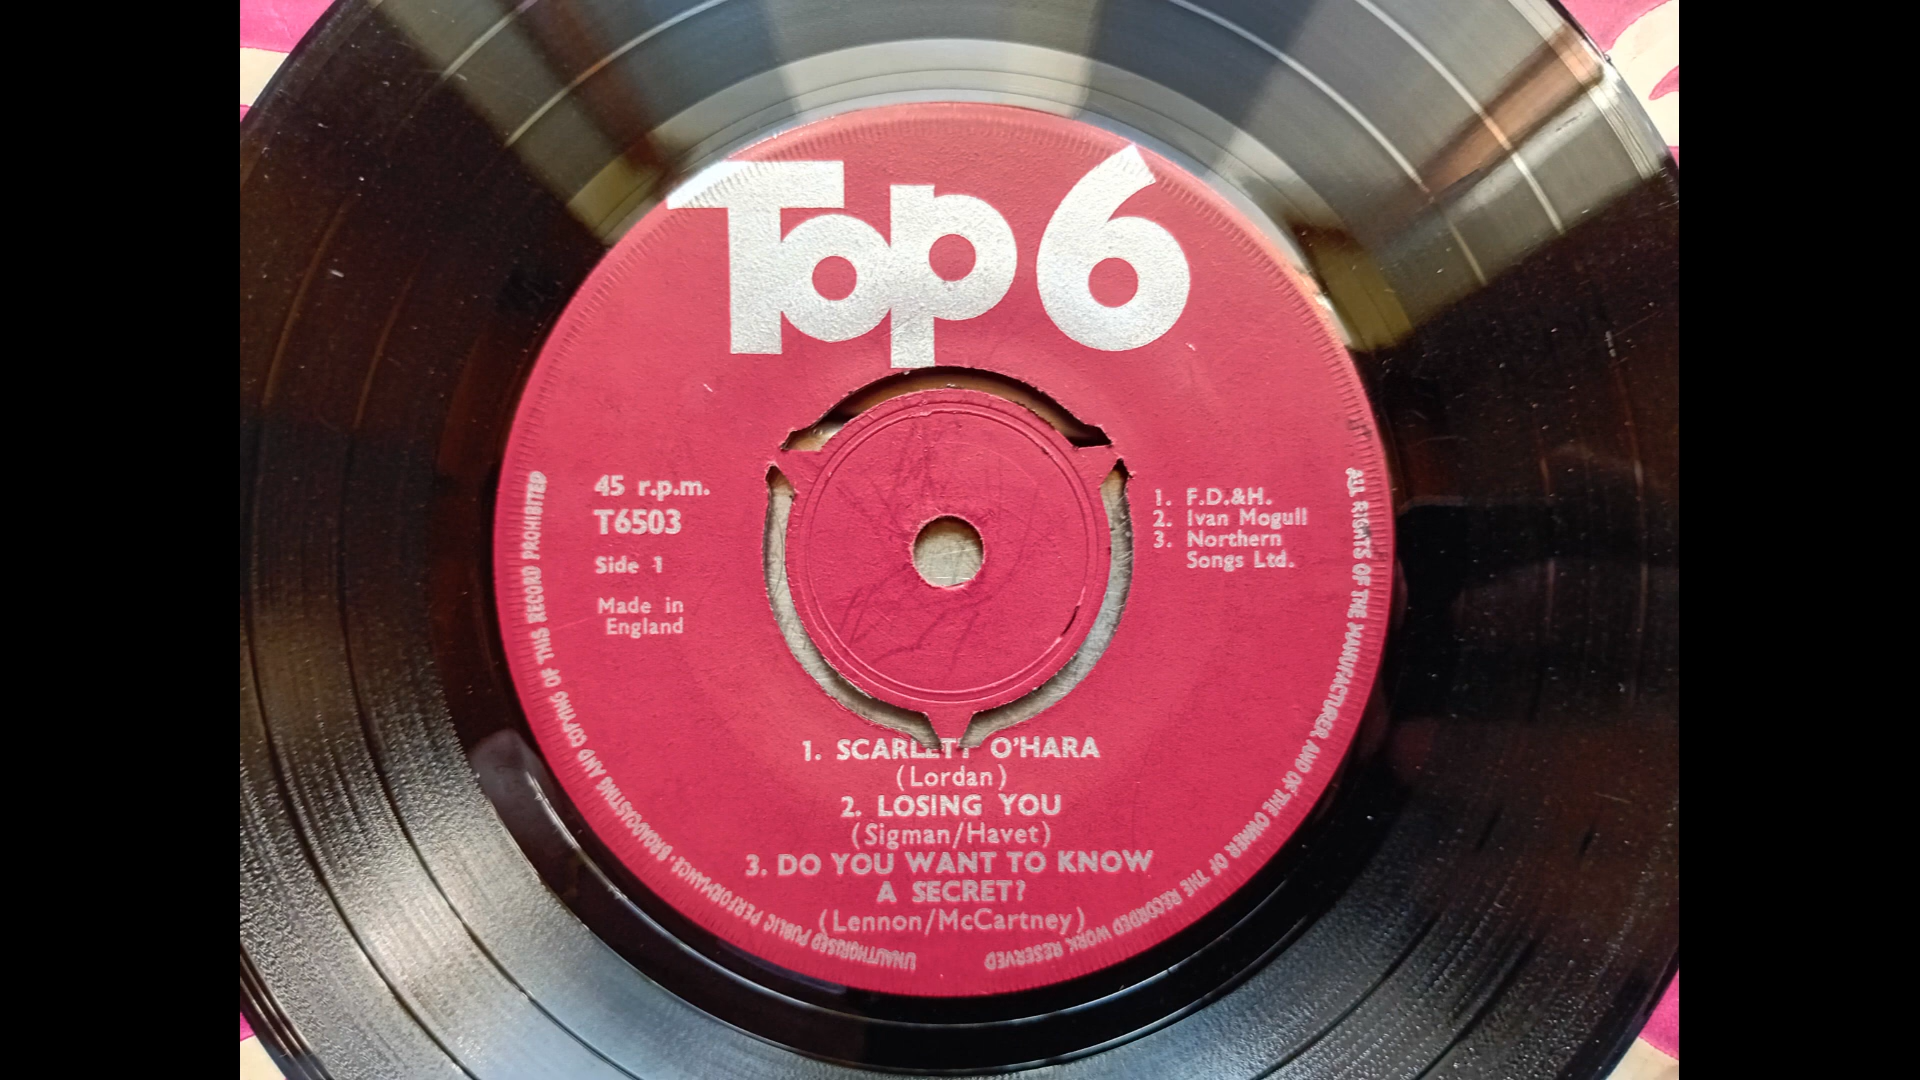 Top 6
45 r.p.m.
T6503
Side 1
Made in
England
1. F.D.&H.
2. Ivan Mogull
3. Northern
Songs Ltd.
1. SCARLETT O'HARA
(Lordan)
2. LOSING YOU
(Sigman/Havet)
3. DO YOU WANT TO KNOW
A SECRET?
(Lennon/McCartney)
ALL RIGHTS OF THE MANUFACTURER AND OF THE OWNER OF THE RECORDED WORK RESERVED
UNAUTHORISED PUBLIC PERFORMANCE · BROADCASTING AND COPYING OF THIS RECORD PROHIBITED